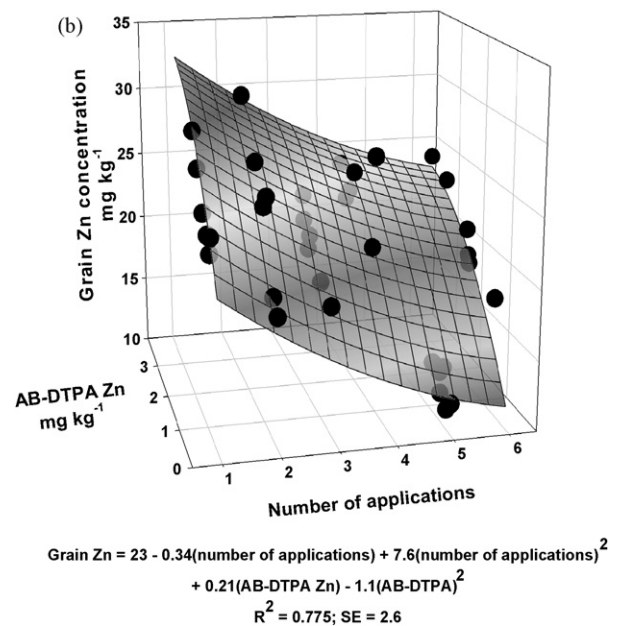 (b)
35
30
25
20
15
10
Grain Zn concentration
mg kg⁻¹
3
2
1
0
AB-DTPA Zn
mg kg⁻¹
1
2
3
4
5
6
Number of applications
Grain Zn = 23 - 0.34(number of applications) + 7.6(number of applications)²
+ 0.21(AB-DTPA Zn) - 1.1(AB-DTPA)²
R² = 0.775; SE = 2.6